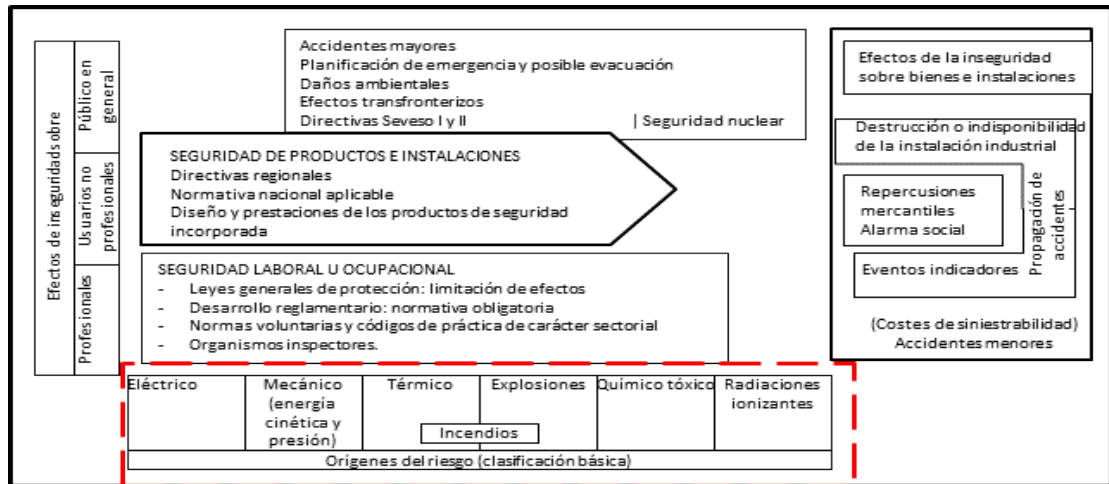 Efectos de inseguridads obre
Público en
general
Usuarios no
profesionales
Profesionales
Accidentes mayores
Planificación de emergencia y posible evacuación
Daños ambientales
Efectos transfronterizos
Directivas Seveso I y II | Seguridad nuclear
SEGURIDAD DE PRODUCTOS E INSTALACIONES
Directivas regionales
Normativa nacional aplicable
Diseño y prestaciones de los productos de seguridad
incorporada
SEGURIDAD LABORAL U OCUPACIONAL
- Leyes generales de protección: limitación de efectos
- Desarrollo reglamentario: normativa obligatoria
- Normas voluntarias y códigos de práctica de carácter sectorial
- Organismos inspectores.
Eléctrico
Mecánico
(energía
cinética y
presión)
Térmico
Explosiones
Incendios
Químico tóxico
Radiaciones
ionizantes
Orígenes del riesgo (clasificación básica)
Efectos de la inseguridad
sobre bienes e instalaciones
Destrucción o indisponibilidad
de la instalación industrial
Repercusiones
mercantiles
Alarma social
Propagación de
accidentes
Eventos indicadores
(Costes de siniestrabilidad)
Accidentes menores